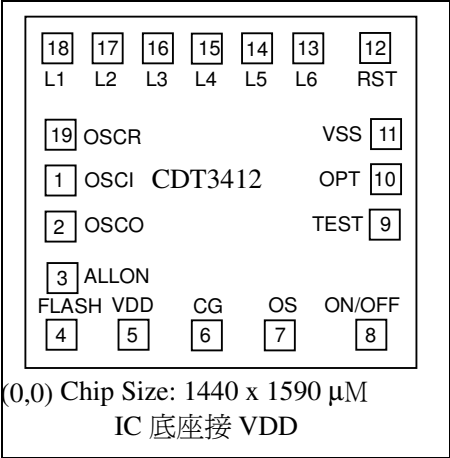 18 17 16 15 14 13 12
L1 L2 L3 L4 L5 L6 RST
19 OSCR VSS 11
1 OSCI CDT3412 OPT 10
2 OSCO TEST 9
3 ALLON
FLASH VDD CG OS ON/OFF
4 5 6 7 8
(0,0) Chip Size: 1440 x 1590 μM
IC 底座接 VDD